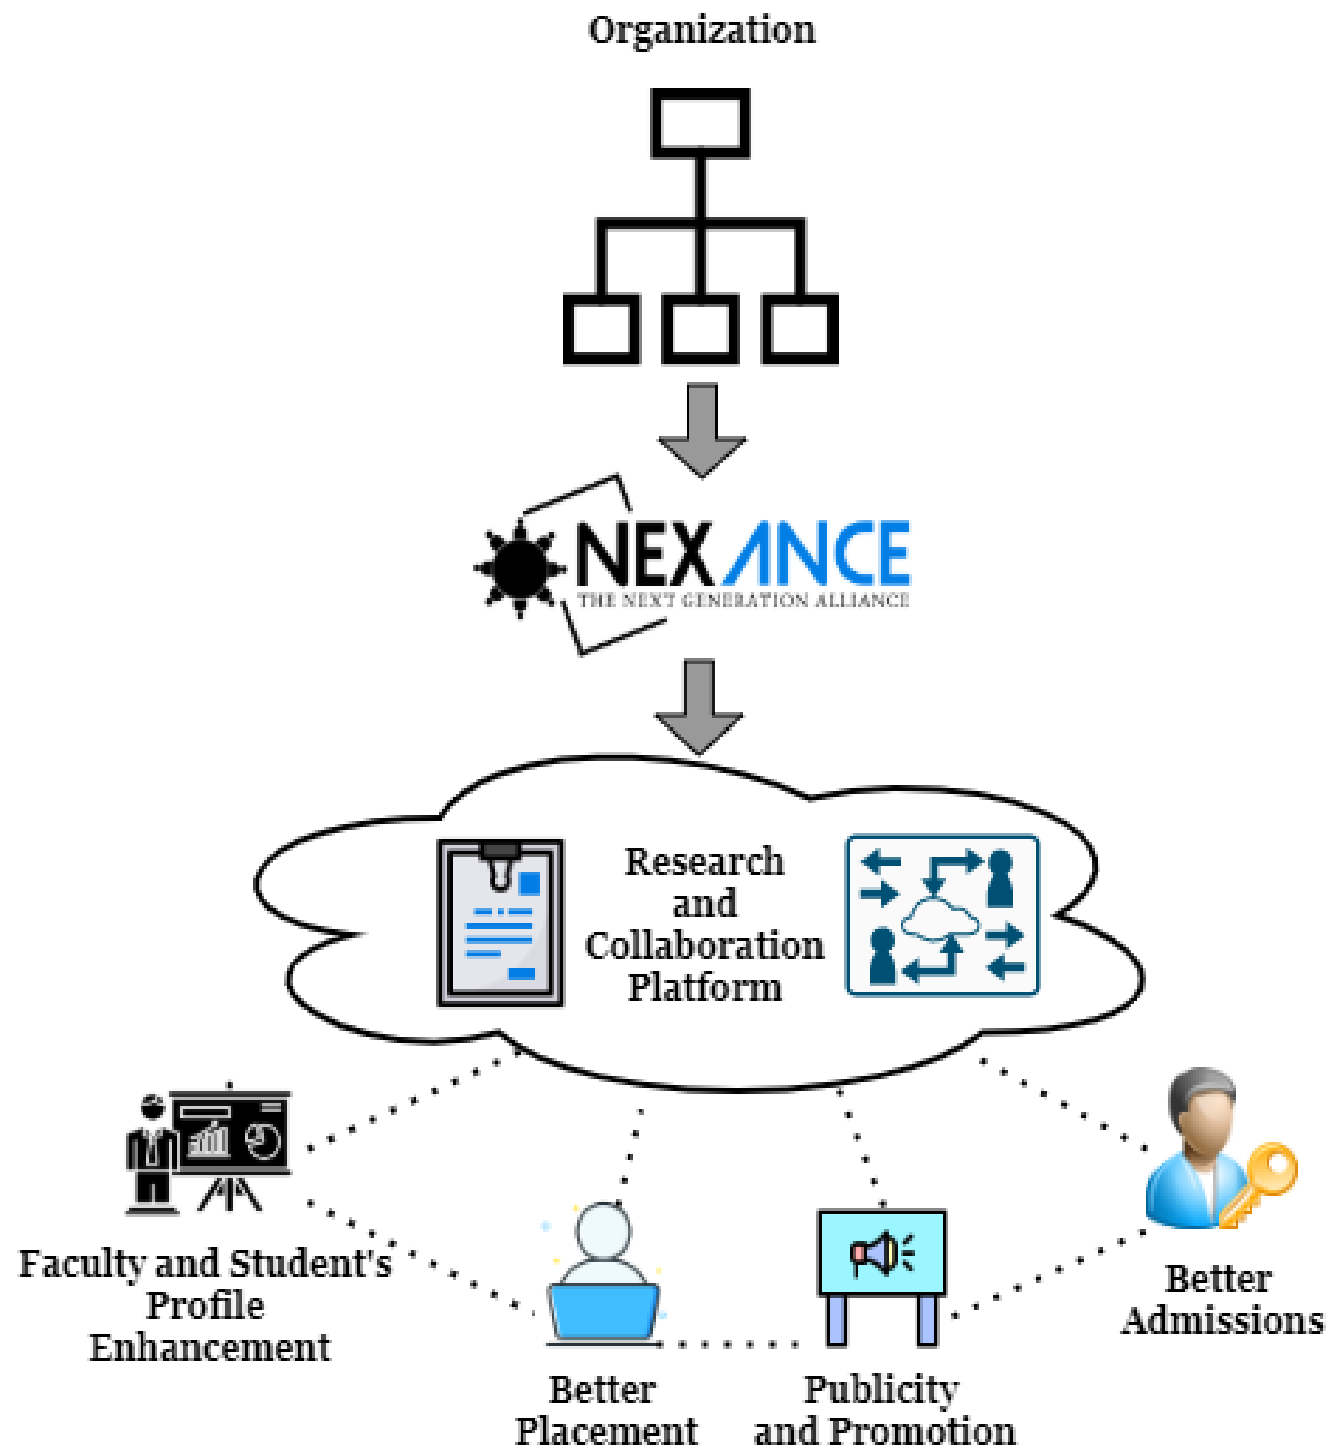 Organization
NEXANCE
THE NEXT GENERATION ALLIANCE
Research
and
Collaboration
Platform
Faculty and Student's
Profile
Enhancement
Better
Placement
Publicity
and Promotion
Better
Admissions